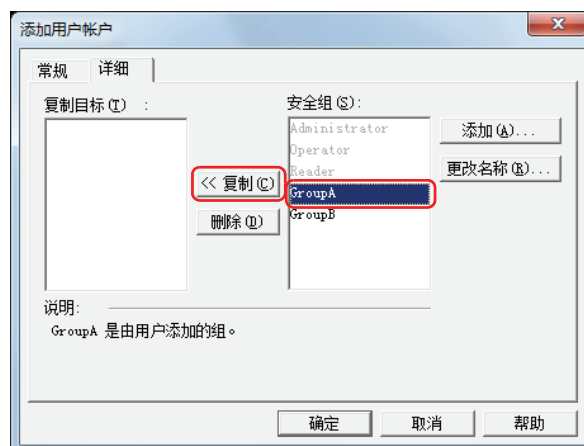 添加用户帐户
常规 详细
复制目标(T) :
安全组(S):
Administrator
Operator
Reader
GroupA
GroupB
添加(A)...
更改名称(R)...
<< 复制(C)
删除(D)
说明:
GroupA 是由用户添加的组。
确定 取消 帮助